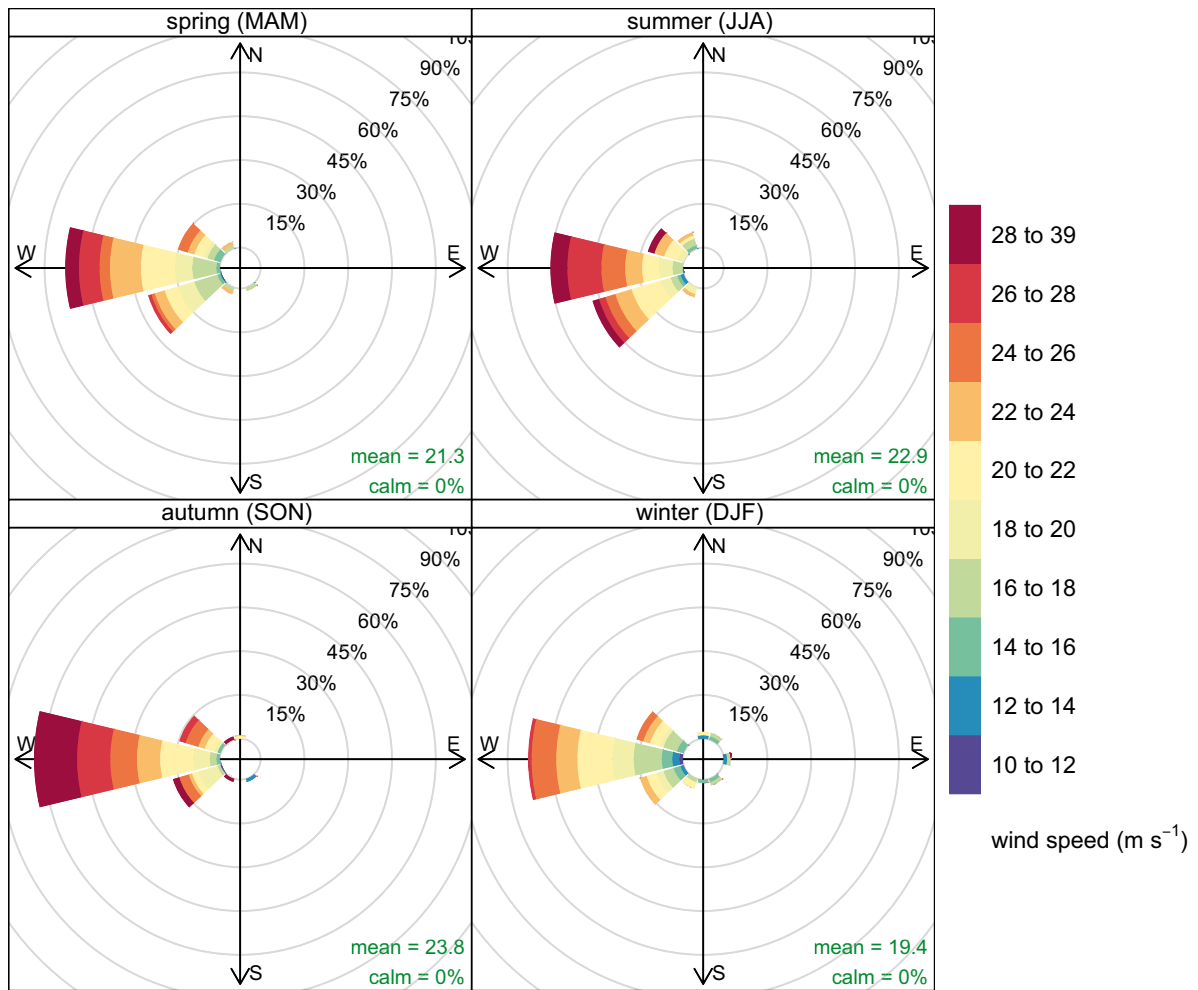 spring (MAM)
N
90%
75%
60%
45%
30%
15%
W
E
mean = 21.3
S
calm = 0%
summer (JJA)
N
90%
75%
60%
45%
30%
15%
W
E
mean = 22.9
S
calm = 0%
autumn (SON)
N
90%
75%
60%
45%
30%
15%
W
E
mean = 23.8
S
calm = 0%
winter (DJF)
N
90%
75%
60%
45%
30%
15%
W
E
mean = 19.4
S
calm = 0%
28 to 39
26 to 28
24 to 26
22 to 24
20 to 22
18 to 20
16 to 18
14 to 16
12 to 14
10 to 12
wind speed (m s⁻¹)